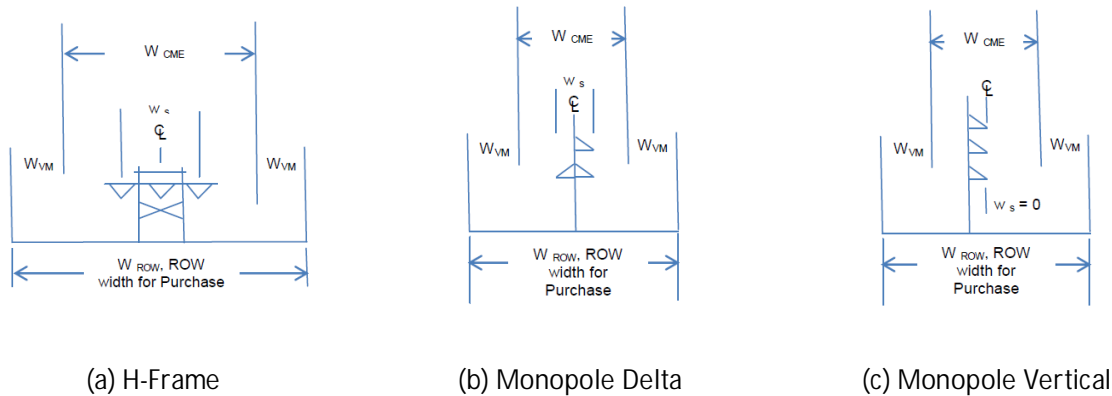 W CME
W s
℄
W VM
W VM
W ROW, ROW
width for Purchase
(a) H-Frame
W CME
W s
℄
W VM
W VM
W ROW, ROW
width for
Purchase
(b) Monopole Delta
W CME
℄
W VM
W VM
W s = 0
W ROW, ROW
width for
Purchase
(c) Monopole Vertical